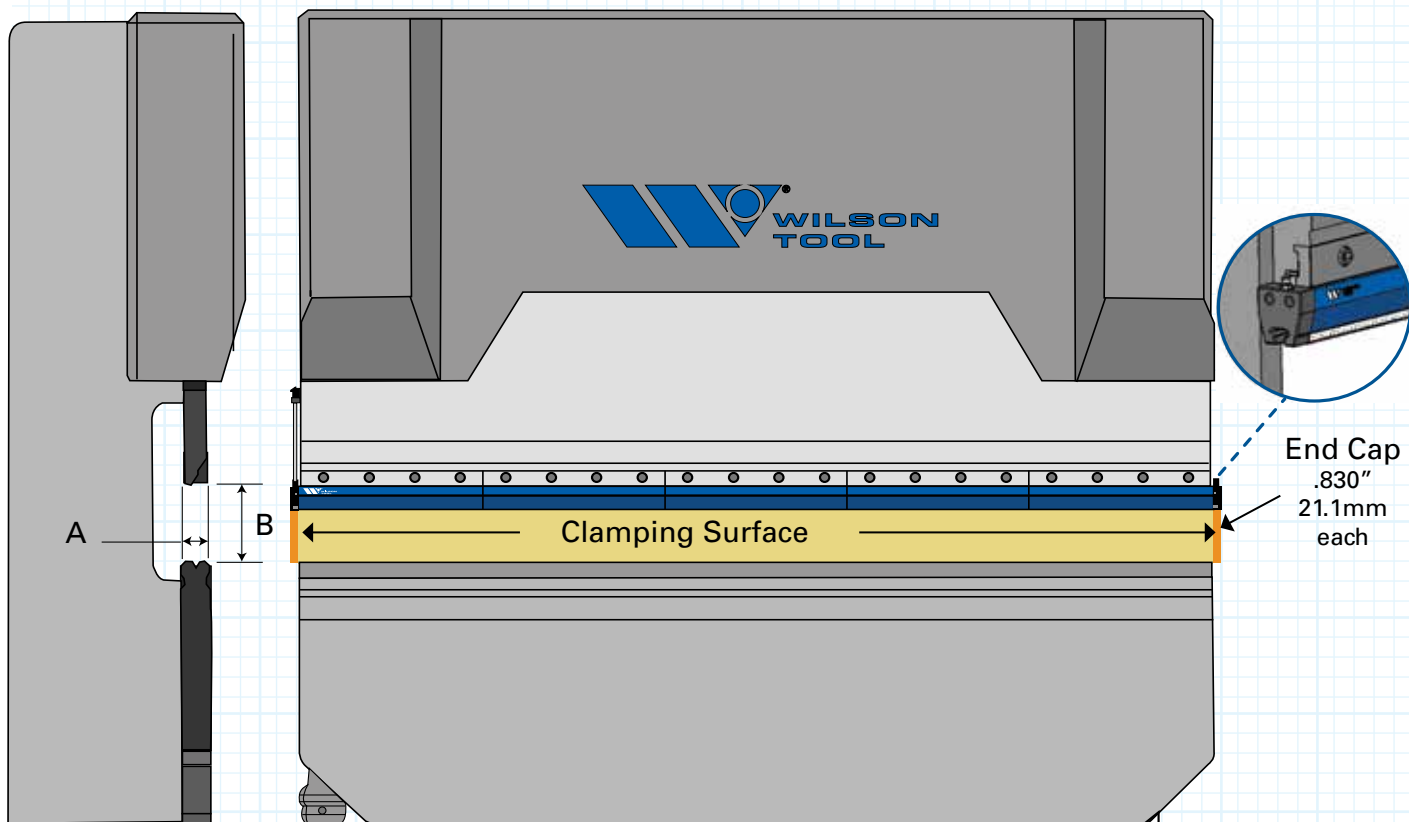 WILSON
TOOL
®
A
B
Clamping Surface
End Cap
.830”
21.1mm
each